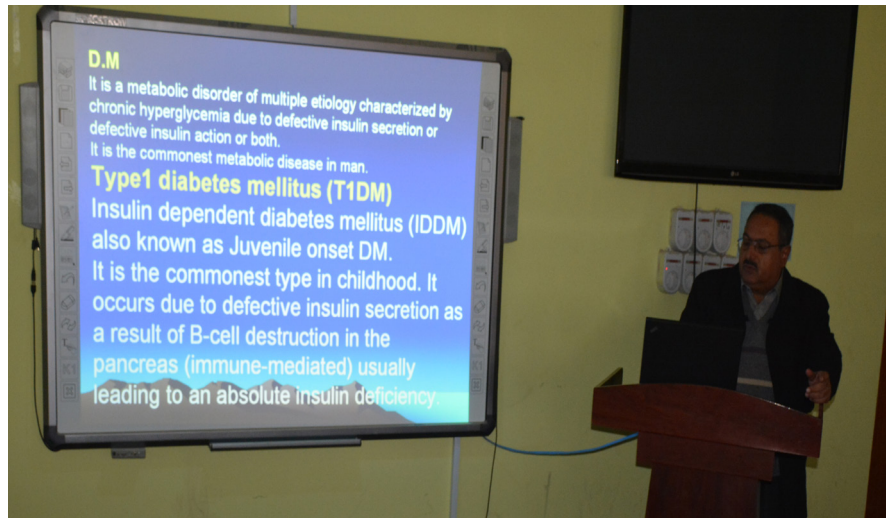 D.M
It is a metabolic disorder of multiple etiology characterized by
chronic hyperglycemia due to defective insulin secretion or
defective insulin action or both.
It is the commonest metabolic disease in man.
Type1 diabetes mellitus (T1DM)
Insulin dependent diabetes mellitus (IDDM)
also known as Juvenile onset DM.
It is the commonest type in childhood. It
occurs due to defective insulin secretion as
a result of B-cell destruction in the
pancreas (immune-mediated) usually
leading to an absolute insulin deficiency.
LG